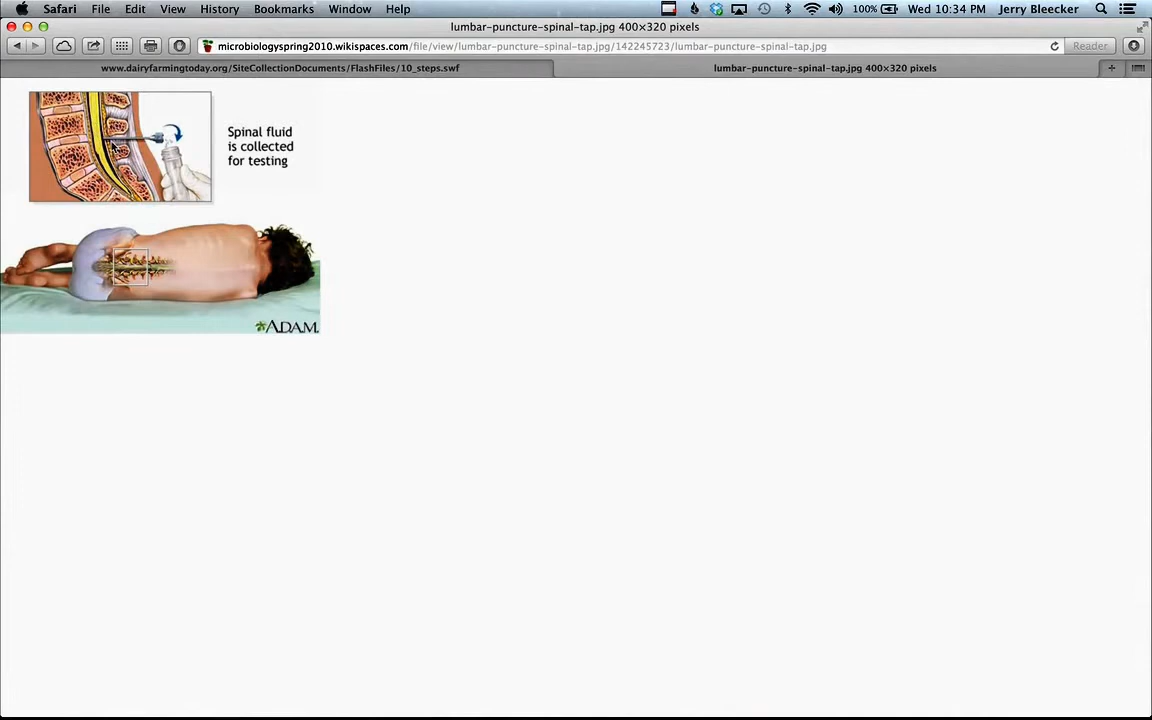 Safari File Edit View History Bookmarks Window Help 100% Wed 10:34 PM Jerry Bleecker
lumbar-puncture-spinal-tap.jpg 400×320 pixels
microbiologyspring2010.wikispaces.com/file/view/lumbar-puncture-spinal-tap.jpg/142245723/lumbar-puncture-spinal-tap.jpg Reader
www.dairyfarmingtoday.org/SiteCollectionDocuments/FlashFiles/10_steps.swf lumbar-puncture-spinal-tap.jpg 400×320 pixels
Spinal fluid
is collected
for testing
ADAM.